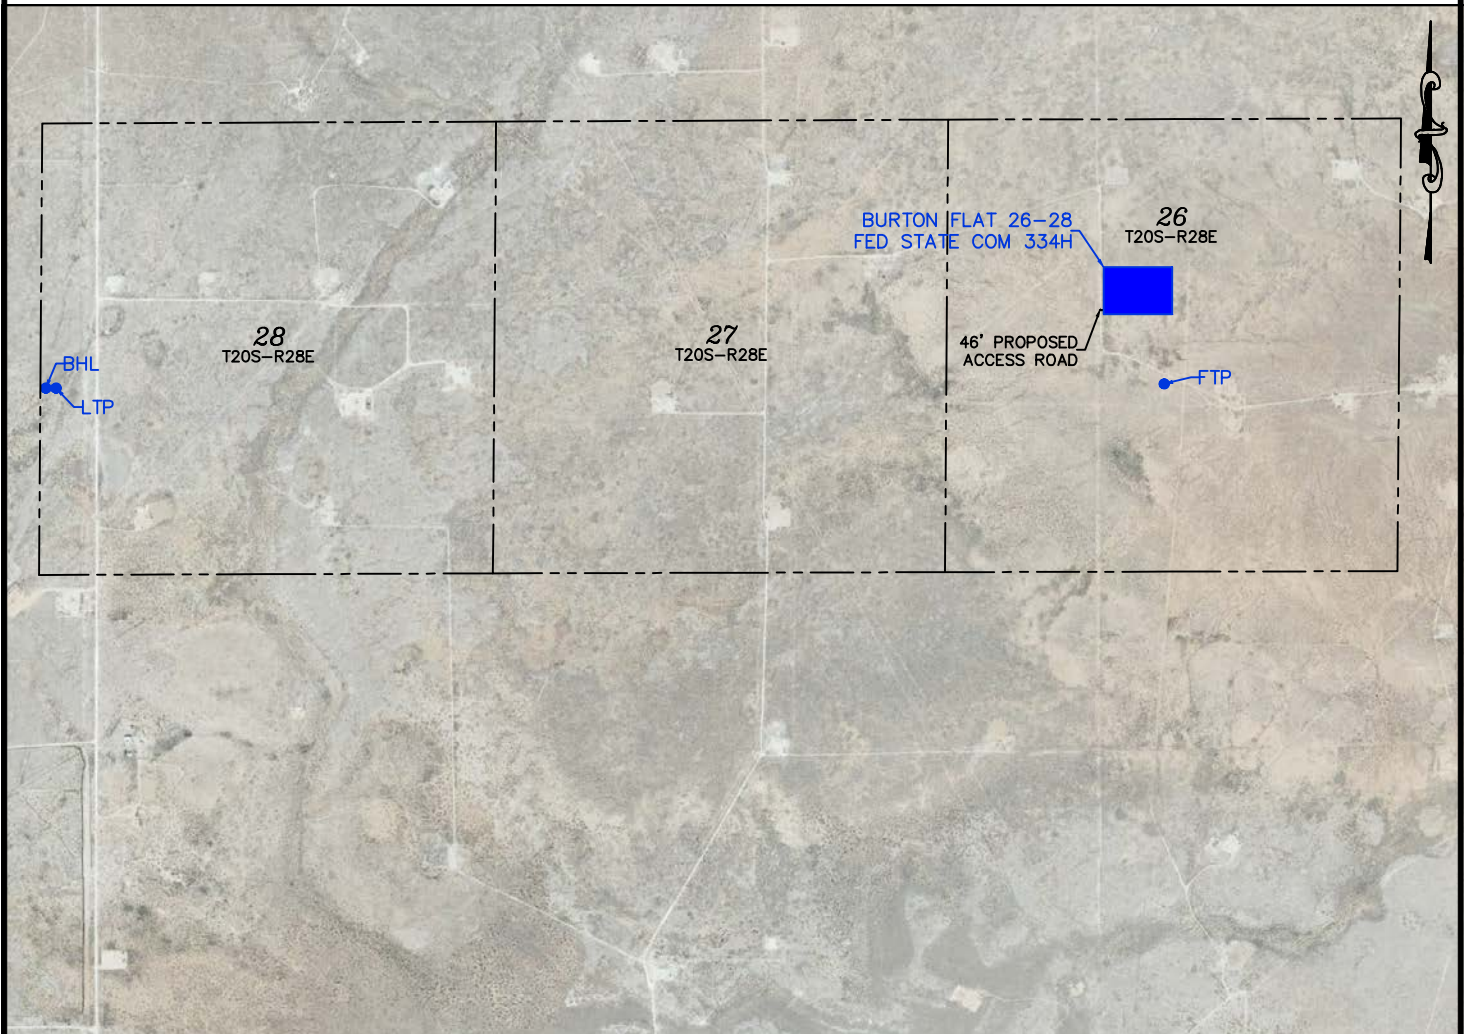 BURTON FLAT 26-28
FED STATE COM 334H
26
T20S-R28E
28
T20S-R28E
27
T20S-R28E
46' PROPOSED
ACCESS ROAD
BHL
LTP
FTP